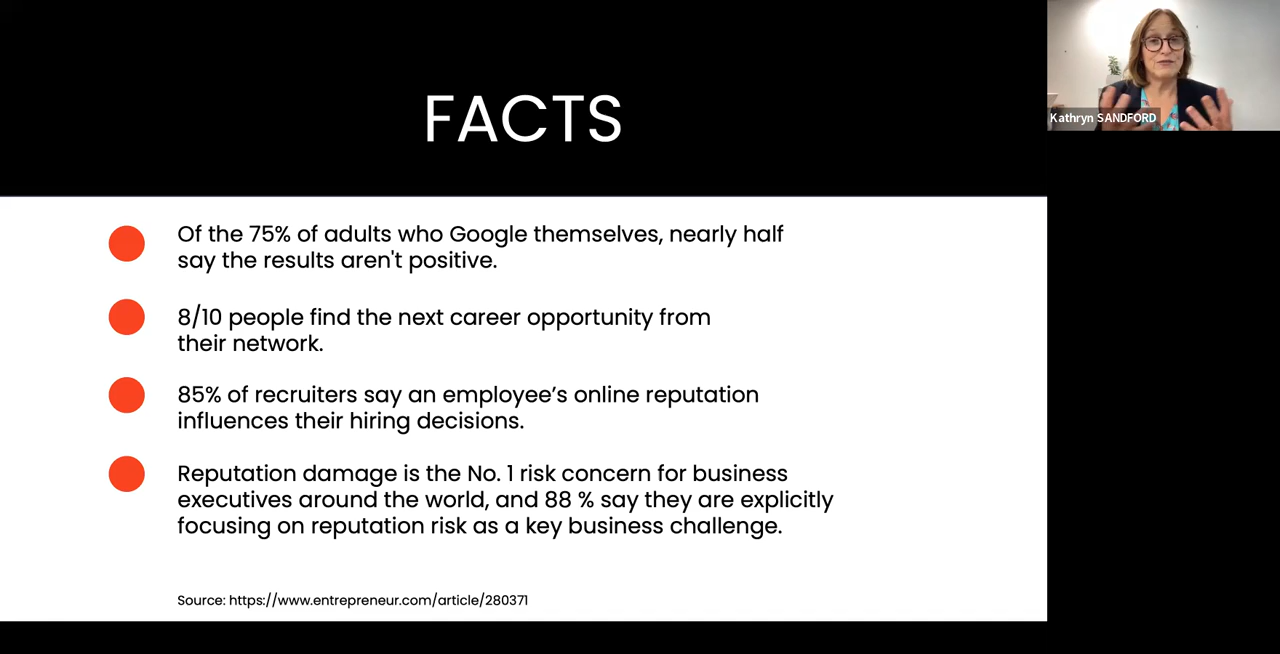 FACTS
Kathryn SANDFORD
Of the 75% of adults who Google themselves, nearly half
say the results aren't positive.
8/10 people find the next career opportunity from
their network.
85% of recruiters say an employee’s online reputation
influences their hiring decisions.
Reputation damage is the No. 1 risk concern for business
executives around the world, and 88 % say they are explicitly
focusing on reputation risk as a key business challenge.
Source: https://www.entrepreneur.com/article/280371